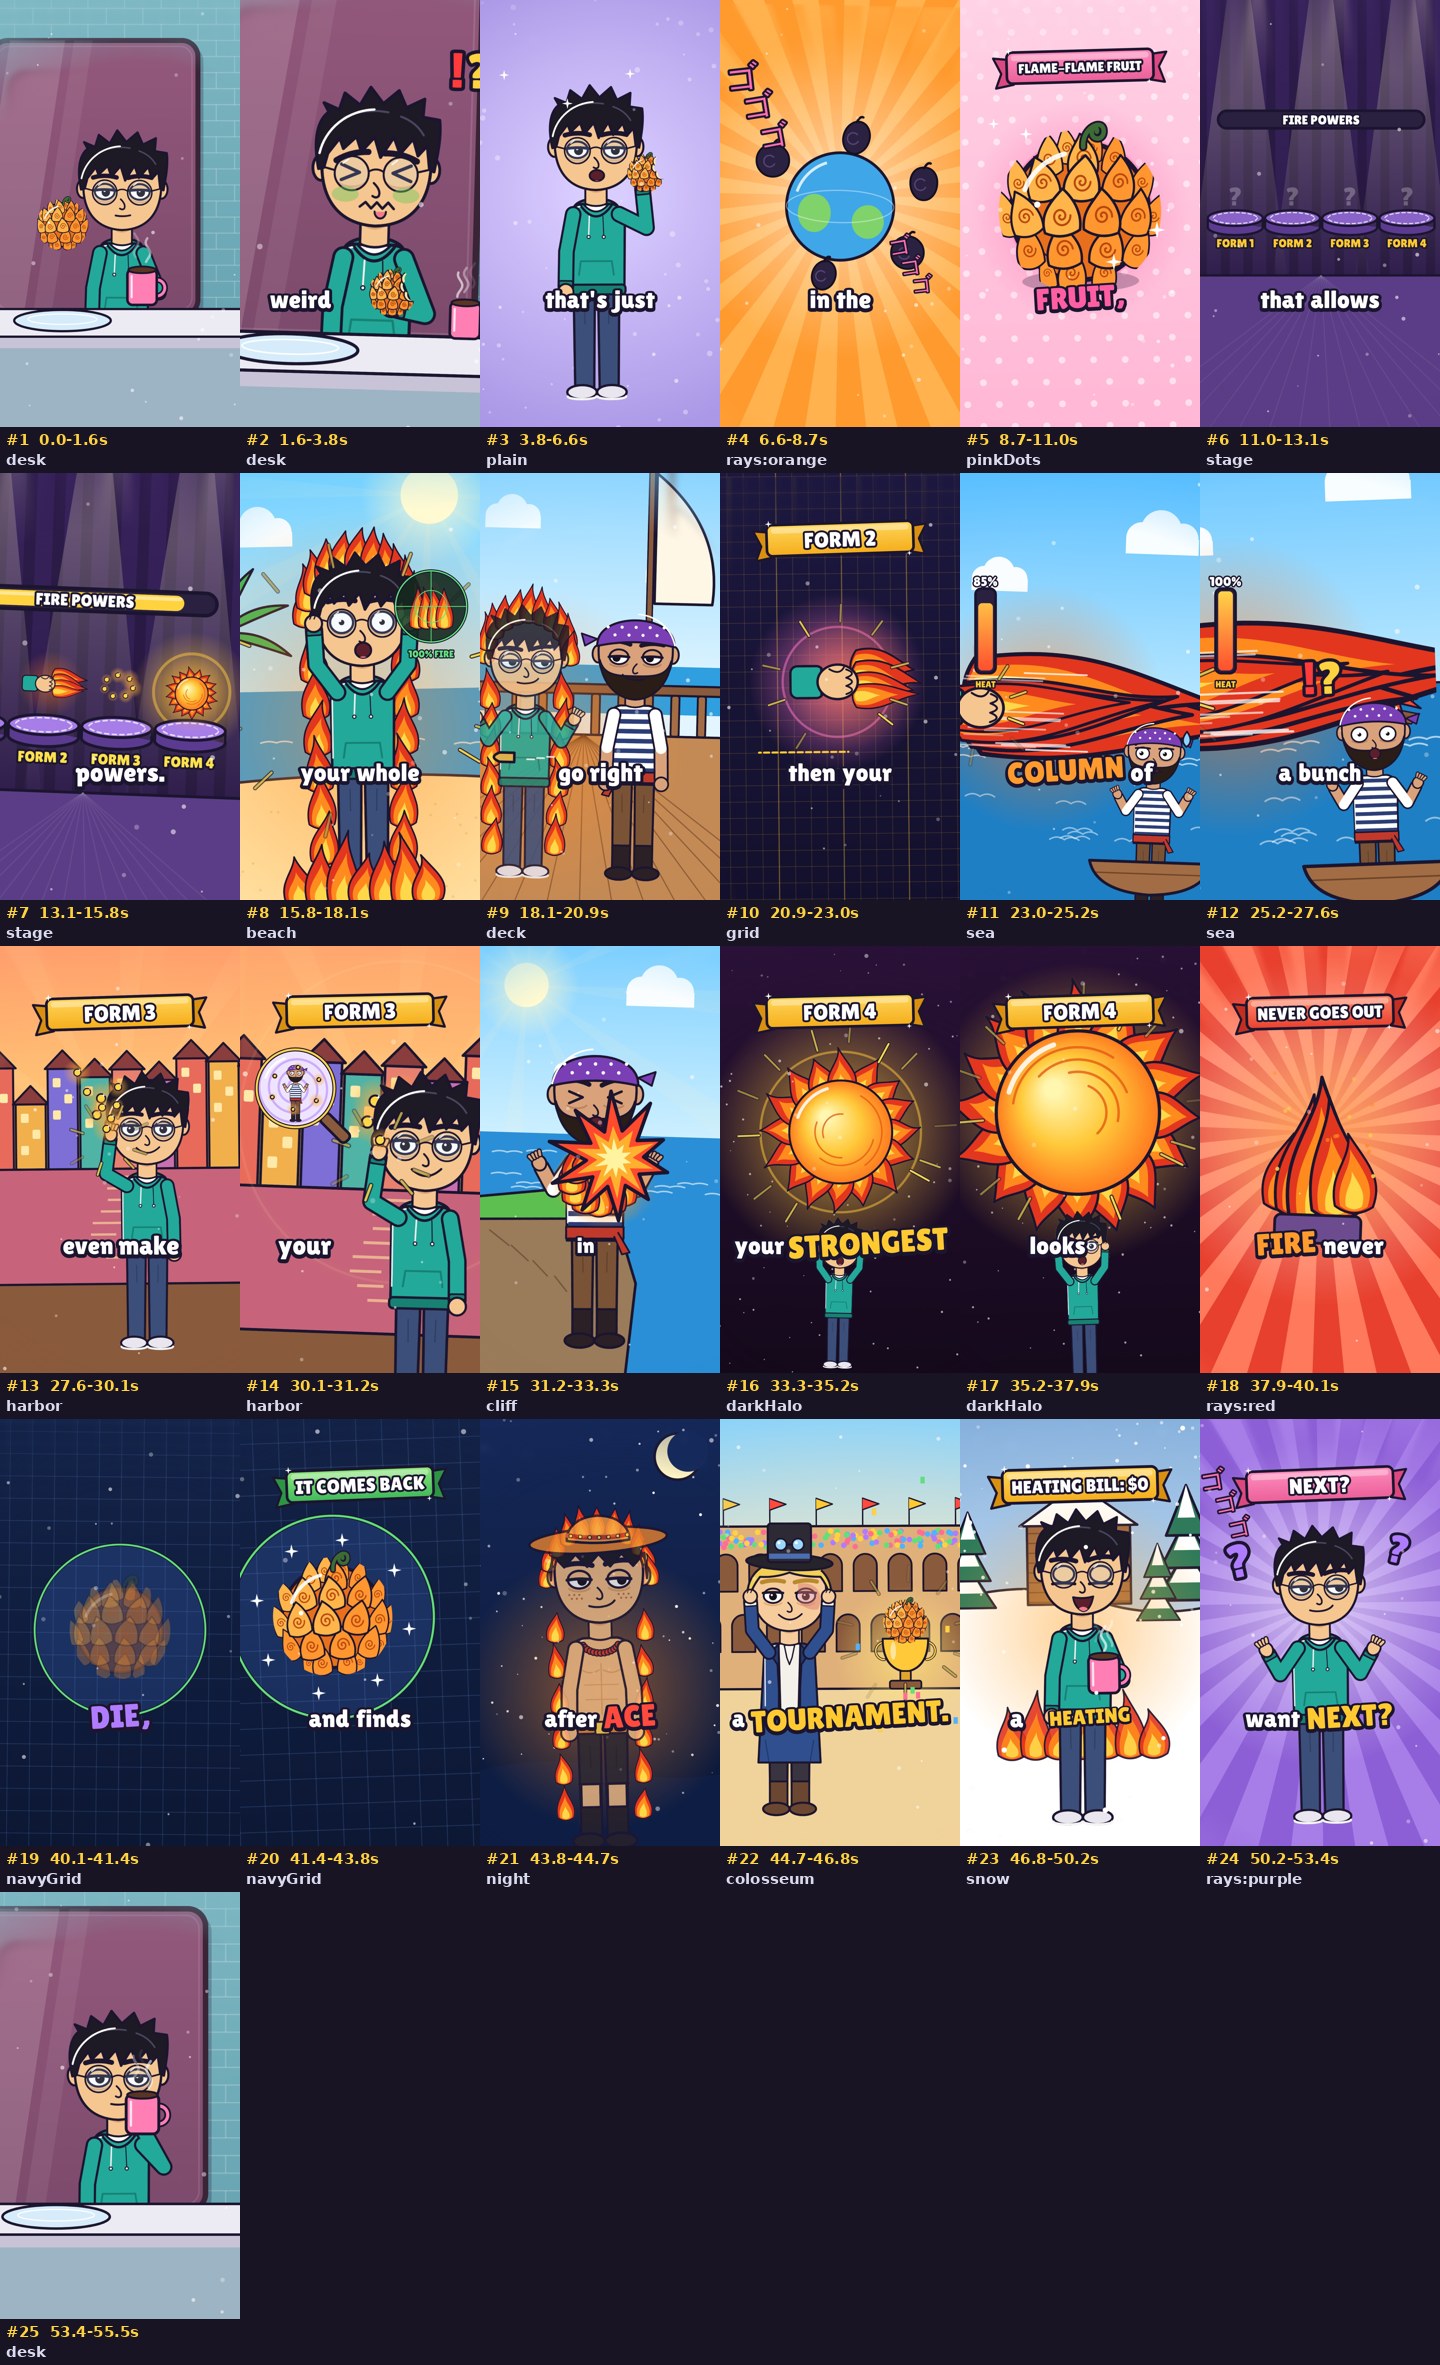 #1 0.0-1.6s
desk
!?
weird
#2 1.6-3.8s
desk
that's just
#3 3.8-6.6s
plain
ゴゴゴゴ
in the
ゴゴゴ
#4 6.6-8.7s
rays:orange
FLAME-FLAME FRUIT
FRUIT,
#5 8.7-11.0s
pinkDots
FIRE POWERS
? ? ? ?
FORM 1 FORM 2 FORM 3 FORM 4
that allows
#6 11.0-13.1s
stage
FIRE POWERS
FORM 2 FORM 3 FORM 4
powers.
#7 13.1-15.8s
stage
100% FIRE
your whole
#8 15.8-18.1s
beach
go right
#9 18.1-20.9s
deck
FORM 2
then your
#10 20.9-23.0s
grid
85%
HEAT
COLUMN of
#11 23.0-25.2s
sea
100%
HEAT
!?
a bunch
#12 25.2-27.6s
sea
FORM 3
even make
#13 27.6-30.1s
harbor
FORM 3
your
#14 30.1-31.2s
harbor
in
#15 31.2-33.3s
cliff
FORM 4
your STRONGEST
#16 33.3-35.2s
darkHalo
FORM 4
looks
#17 35.2-37.9s
darkHalo
NEVER GOES OUT
FIRE never
#18 37.9-40.1s
rays:red
DIE,
#19 40.1-41.4s
navyGrid
IT COMES BACK
and finds
#20 41.4-43.8s
navyGrid
after ACE
#21 43.8-44.7s
night
a TOURNAMENT.
#22 44.7-46.8s
colosseum
HEATING BILL: $0
a HEATING
#23 46.8-50.2s
snow
NEXT?
ゴゴゴ
? ?
want NEXT?
#24 50.2-53.4s
rays:purple
#25 53.4-55.5s
desk